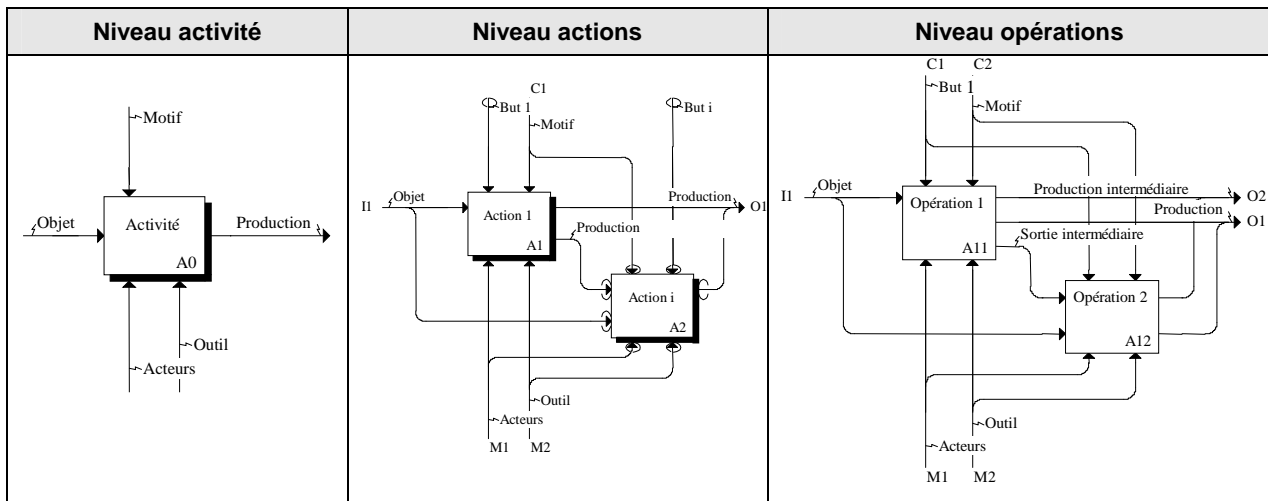 Niveau activité
Niveau actions
Niveau opérations
Motif
Objet
Activité
Production
A0
Outil
Acteurs
C1
But 1
But i
Motif
I1
Objet
Production
O1
Action 1
Production
A1
Action i
A2
Outil
Acteurs
M1
M2
C1
C2
But 1
Motif
I1
Objet
Production intermédiaire
O2
Opération 1
Production
O1
Sortie intermédiaire
A11
Opération 2
A12
Outil
Acteurs
M1
M2